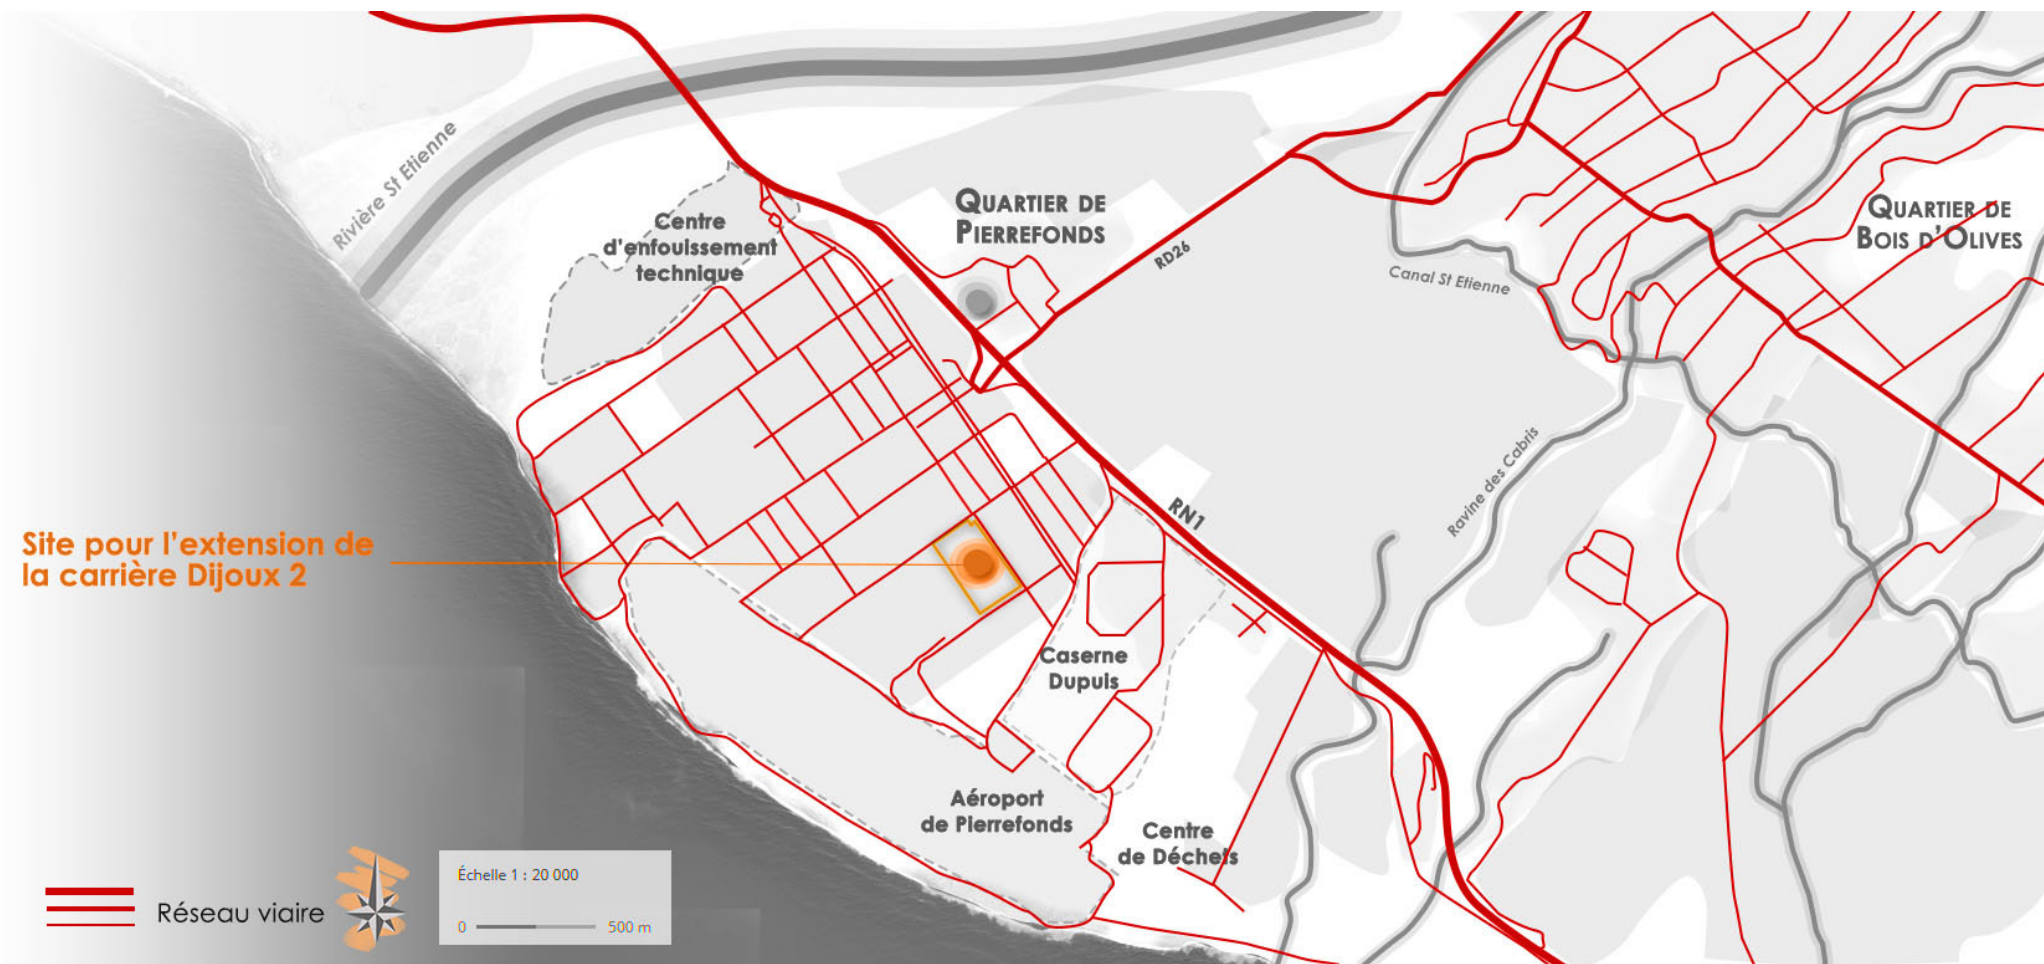 Rivière St Etienne
Centre
d'enfouissement
technique
QUARTIER DE
PIERREFONDS
RD26
Canal St Etienne
QUARTIER DE
BOIS D'OLIVES
Ravine des Cabris
RN1
Site pour l'extension de
la carrière Dijoux 2
Caserne
Dupuis
Aéroport
de Pierrefonds
Centre
de Déchets
Réseau viaire
Échelle 1 : 20 000
0 500 m